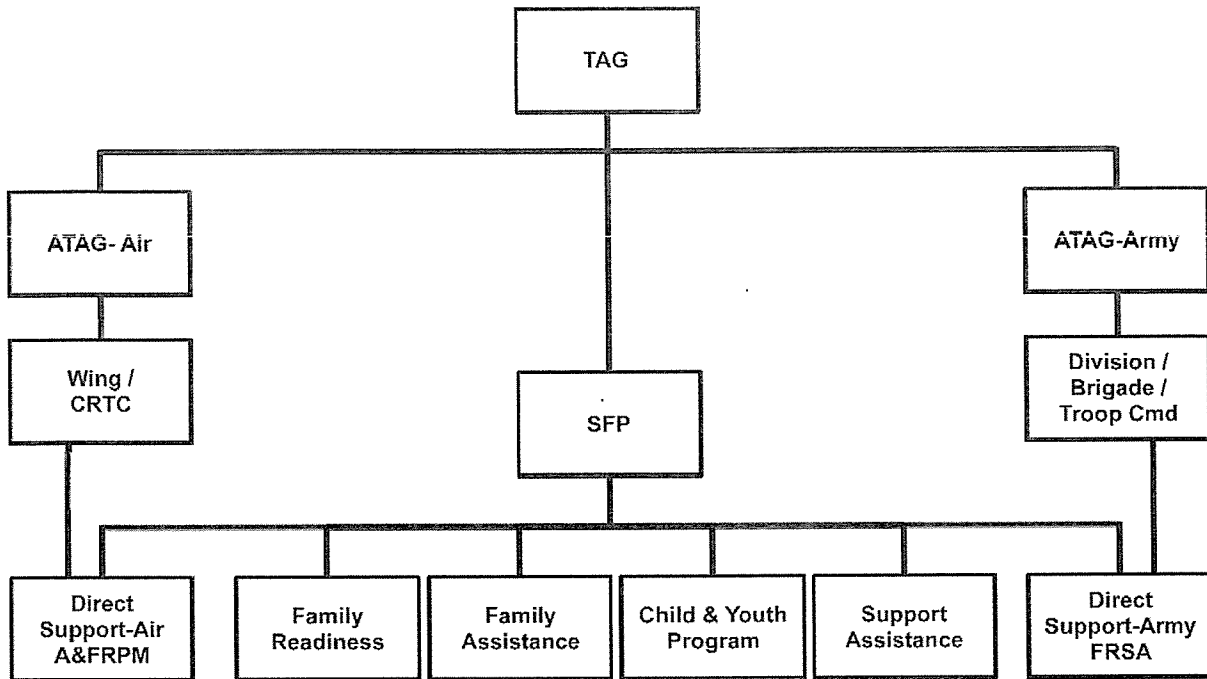 TAG
ATAG- Air
ATAG-Army
Wing /
CRTC
Division /
Brigade /
Troop Cmd
SFP
Direct
Support-Air
A&FRPM
Family
Readiness
Family
Assistance
Child & Youth
Program
Support
Assistance
Direct
Support-Army
FRSA